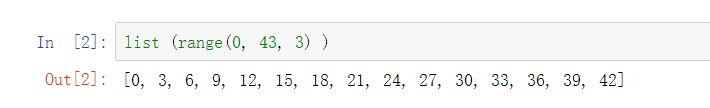 In [2]: list (range(0, 43, 3) )
Out[2]: [0, 3, 6, 9, 12, 15, 18, 21, 24, 27, 30, 33, 36, 39, 42]